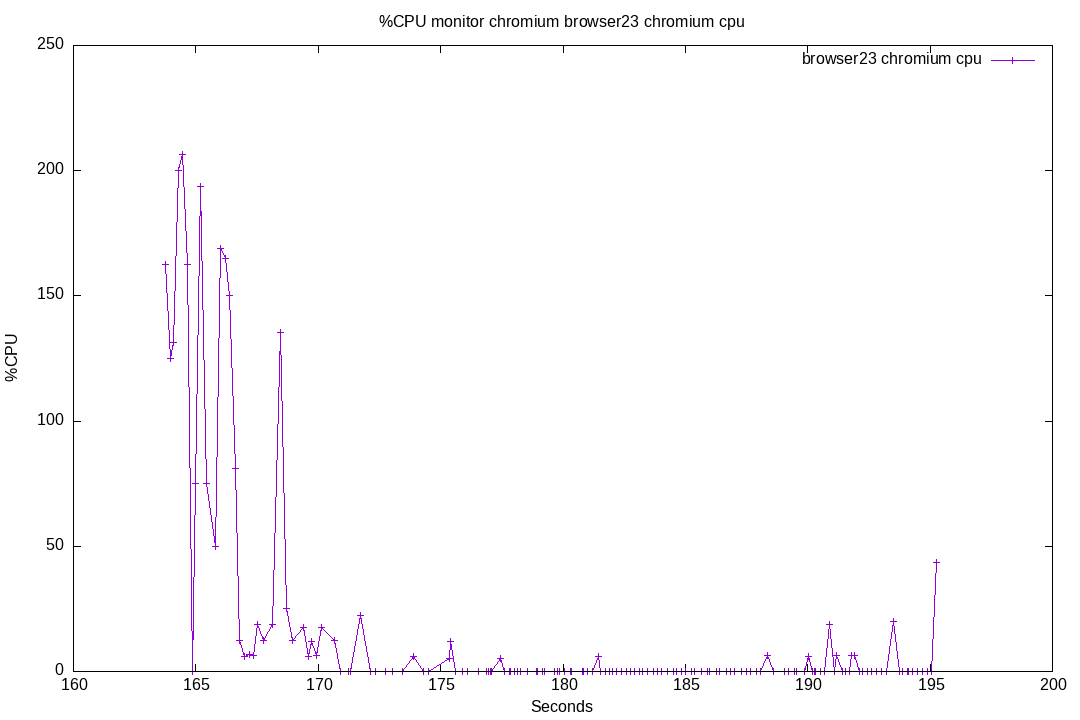 %CPU monitor chromium browser23 chromium cpu
browser23 chromium cpu
250
200
150
100
50
0
%CPU
160 165 170 175 180 185 190 195 200
Seconds